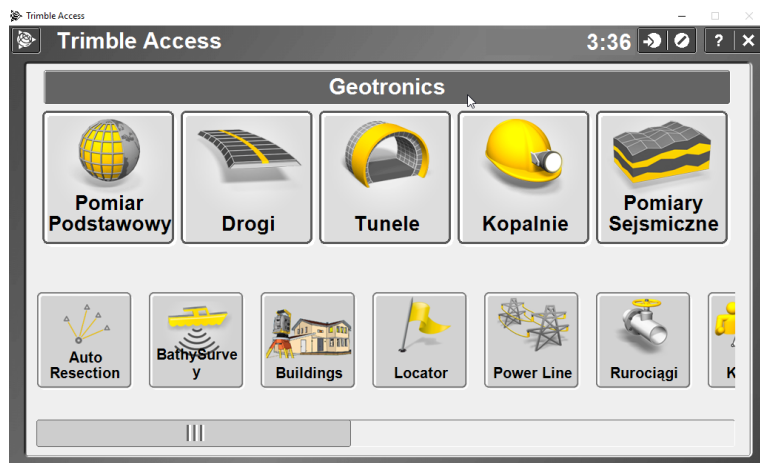 Trimble Access
Trimble Access
3:36
?
Geotronics
Pomiar
Podstawowy
Drogi
Tunele
Kopalnie
Pomiary
Sejsmiczne
Auto
Resection
BathySurve
y
Buildings
Locator
Power Line
Rurociągi
K